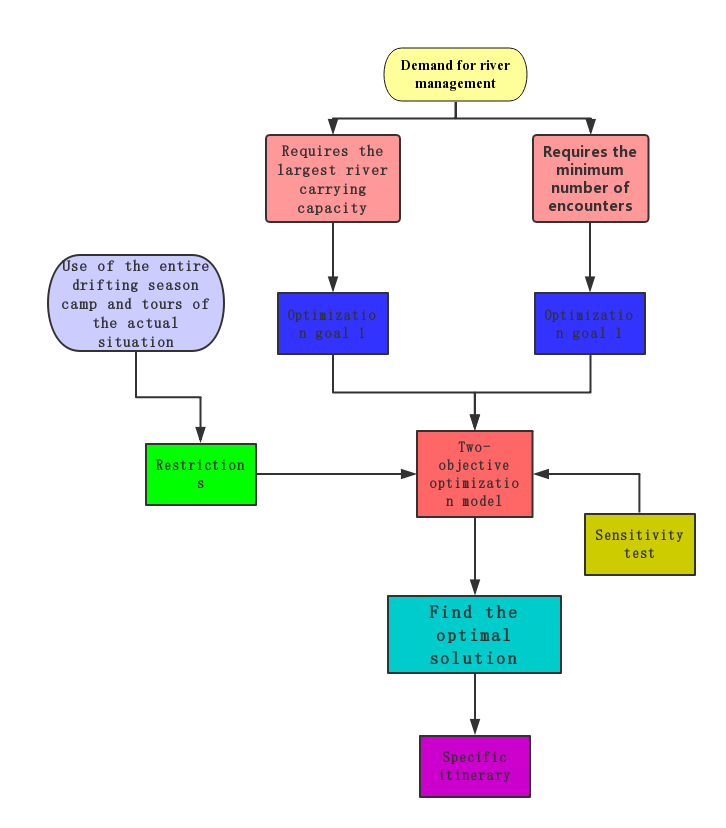 Demand for river
management
Requires the
largest river
carrying
capacity
Requires the
minimum
number of
encounters
Use of the entire
drifting season
camp and tours of
the actual
situation
Optimizatio
n goal 1
Optimizatio
n goal 1
Restriction
s
Two-
objective
optimizatio
n model
Sensitivity
test
Find the
optimal
solution
Specific
itinerary